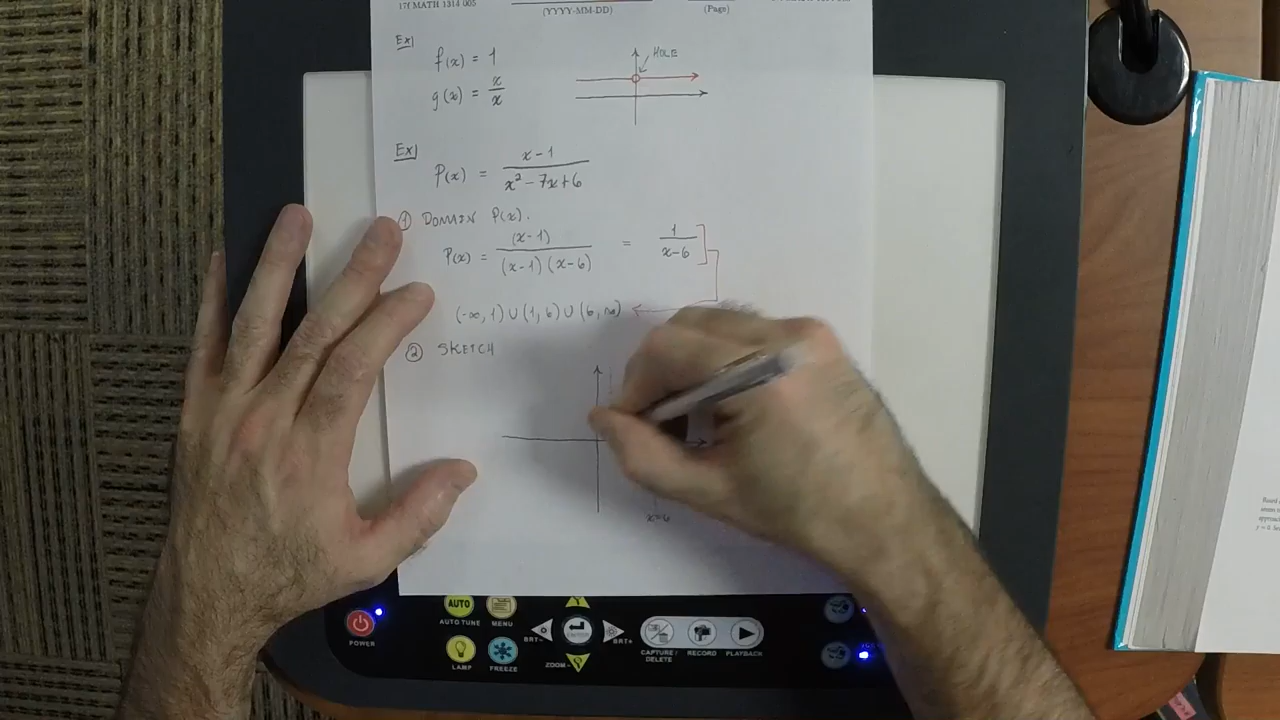 17f MATH 1314 005
(YYYY-MM-DD)
(Page)
Ex)
f(x) = 1
g(x) = x/x
HOLE
Ex)
P(x) = (x-1)/(x²-7x+6)
① DOMAIN P(x).
P(x) = (x-1)/((x-1)(x-6)) = 1/(x-6)
(-∞, 1) ∪ (1, 6) ∪ (6, ∞)
② SKETCH
x=6
POWER
AUTO
AUTO TUNE
MENU
LAMP
FREEZE
BRT-
BRT+
ZOOM-
CAPTURE/
DELETE
RECORD
PLAYBACK